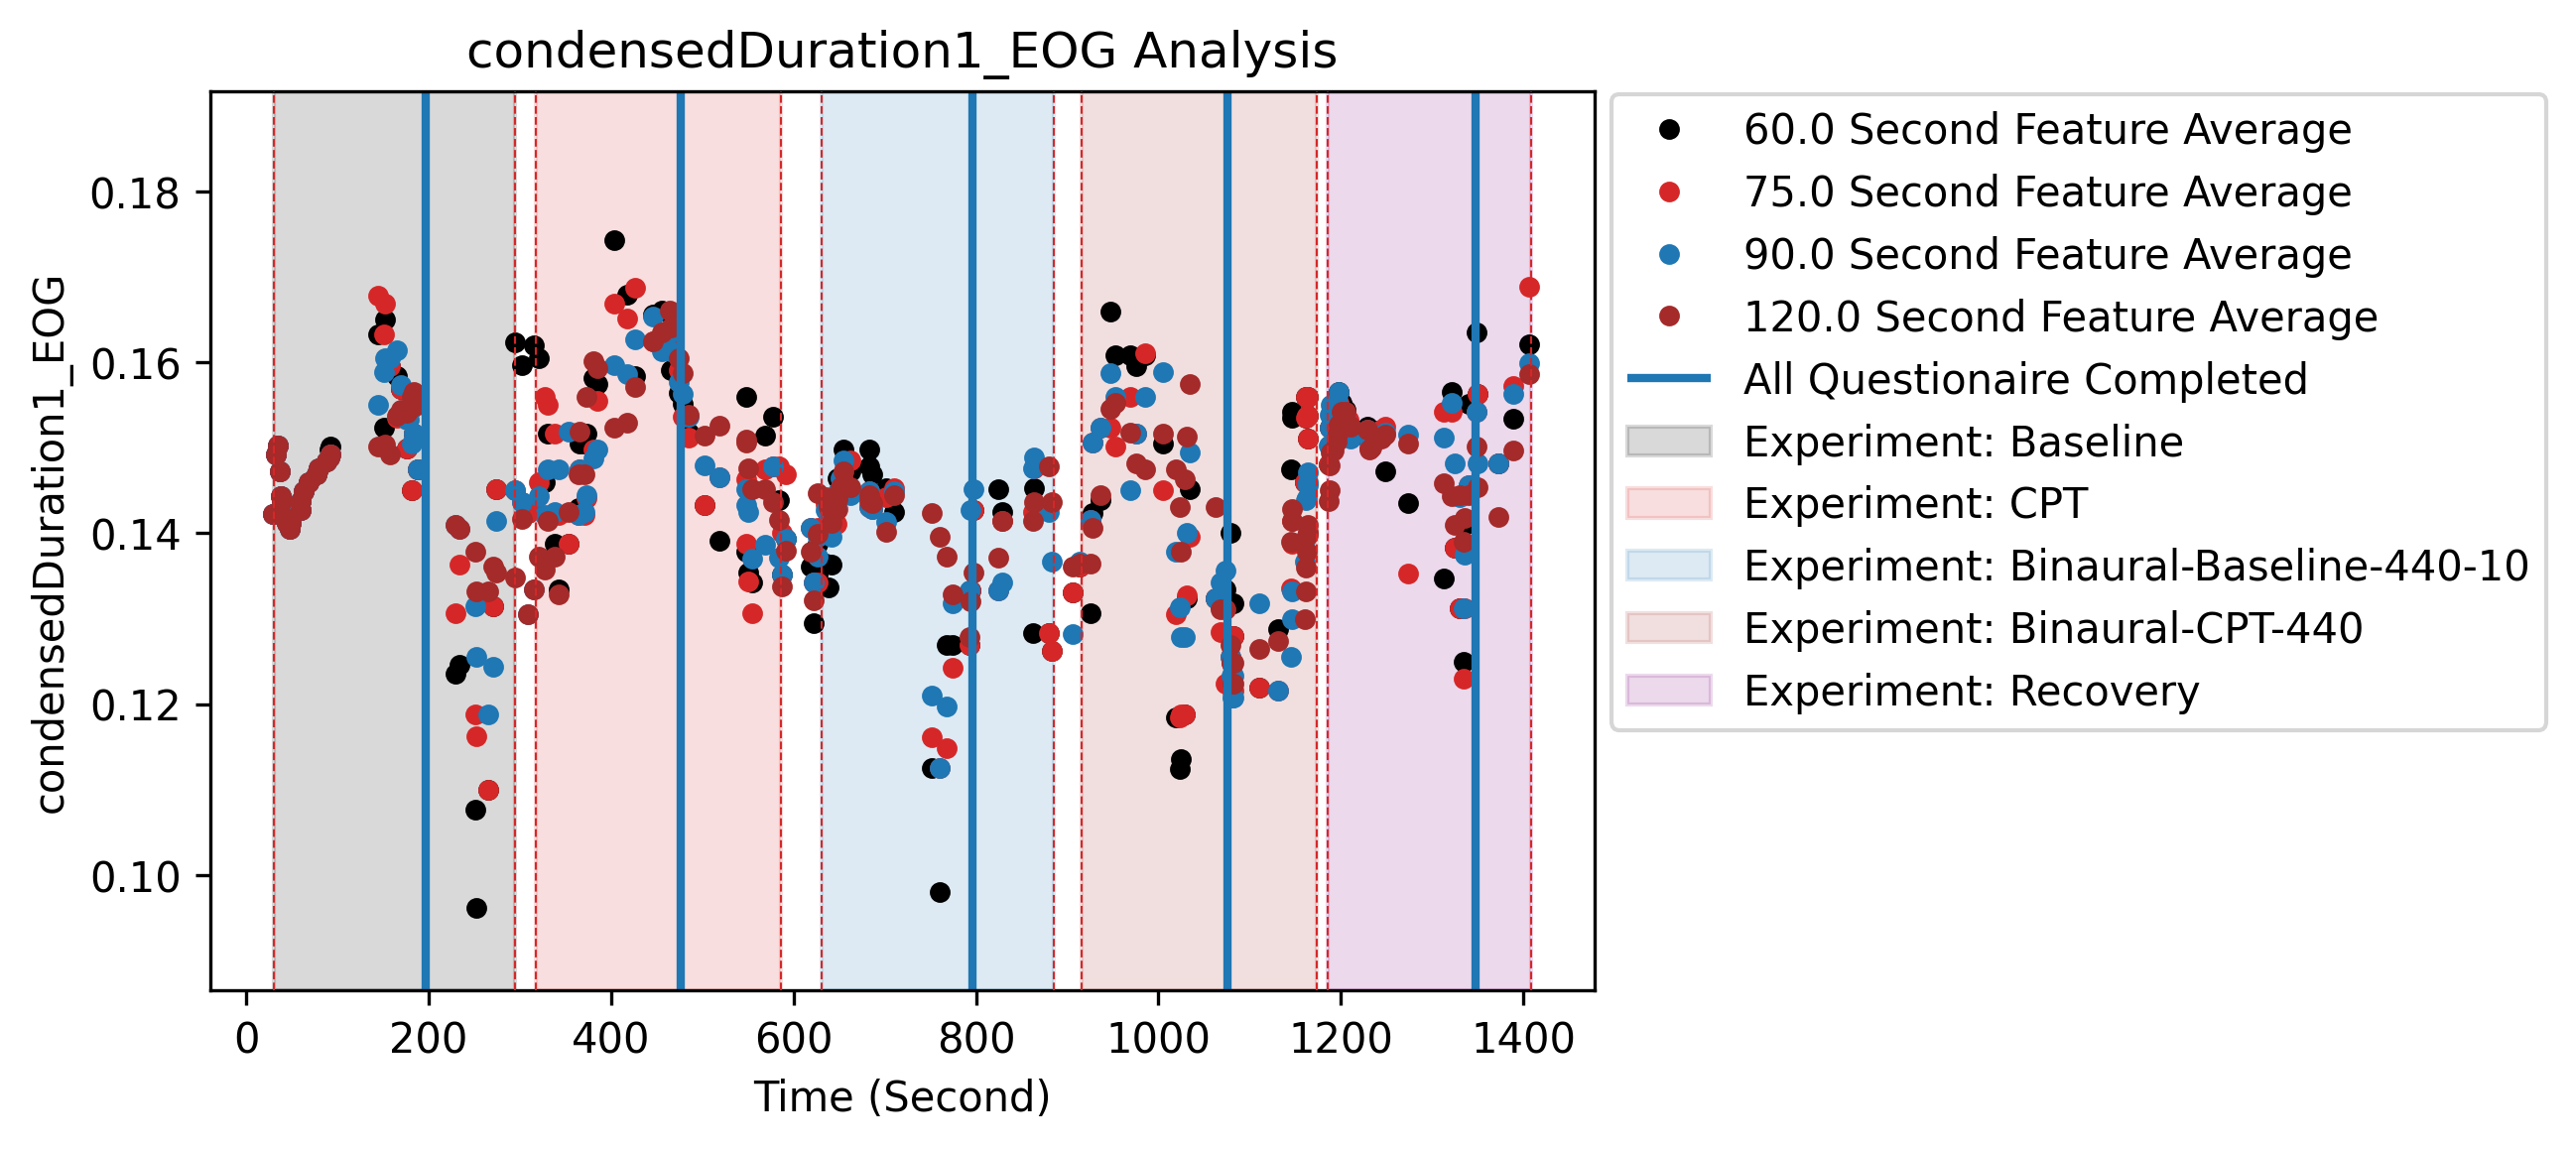 condensedDuration1_EOG Analysis
condensedDuration1_EOG
0.18
0.16
0.14
0.12
0.10
0 200 400 600 800 1000 1200 1400
Time (Second)
60.0 Second Feature Average
75.0 Second Feature Average
90.0 Second Feature Average
120.0 Second Feature Average
All Questionaire Completed
Experiment: Baseline
Experiment: CPT
Experiment: Binaural-Baseline-440-10
Experiment: Binaural-CPT-440
Experiment: Recovery